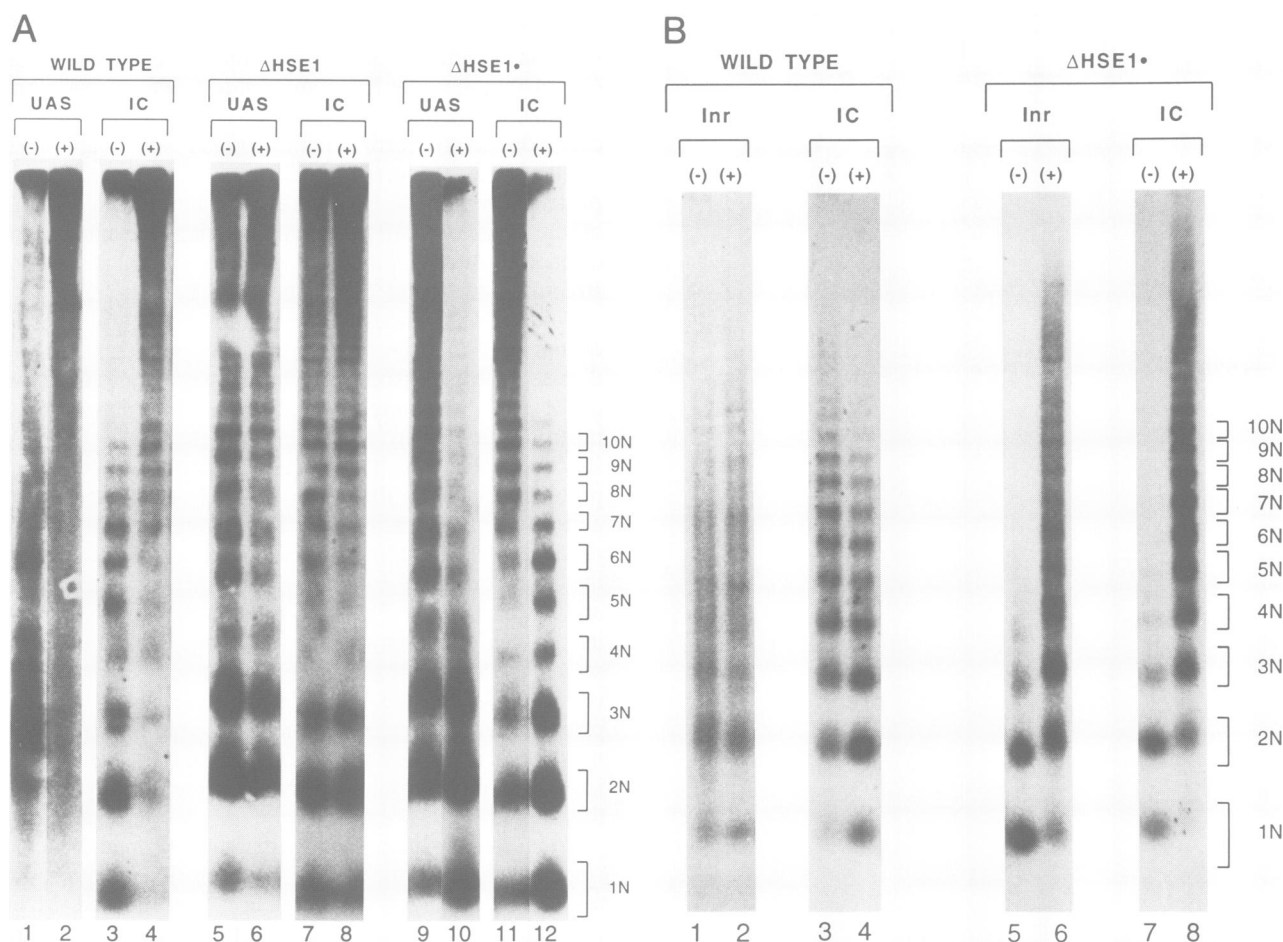 A
WILD TYPE ΔHSE1 ΔHSE1•
UAS IC UAS IC UAS IC
(-) (+) (-) (+) (-) (+) (-) (+) (-) (+) (-) (+)
10N
9N
8N
7N
6N
5N
4N
3N
2N
1N
1 2 3 4 5 6 7 8 9 10 11 12
B
WILD TYPE ΔHSE1•
Inr IC Inr IC
(-) (+) (-) (+) (-) (+) (-) (+)
10N
9N
8N
7N
6N
5N
4N
3N
2N
1N
1 2 3 4 5 6 7 8